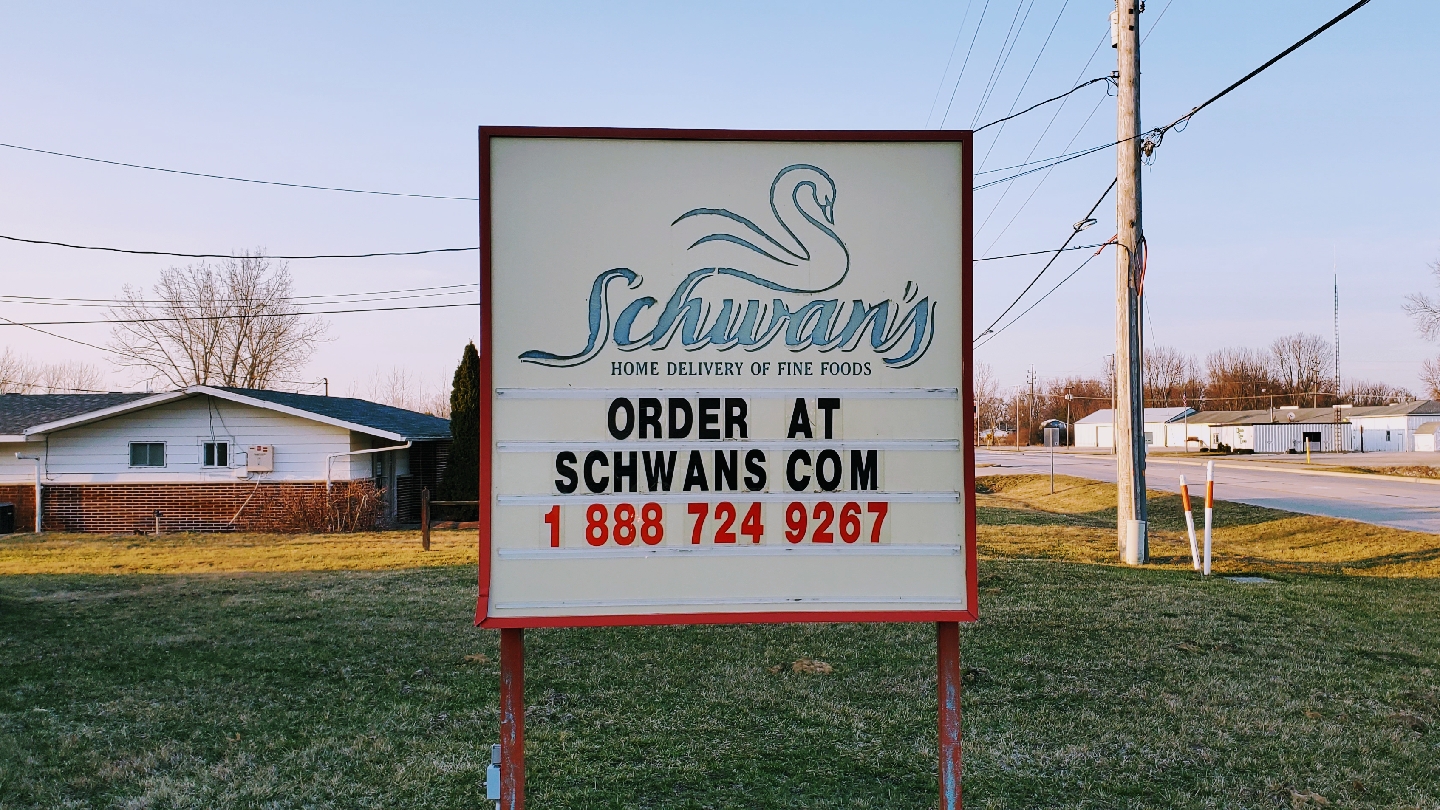 Schwan's
HOME DELIVERY OF FINE FOODS
ORDER AT
SCHWANS COM
1 888 724 9267